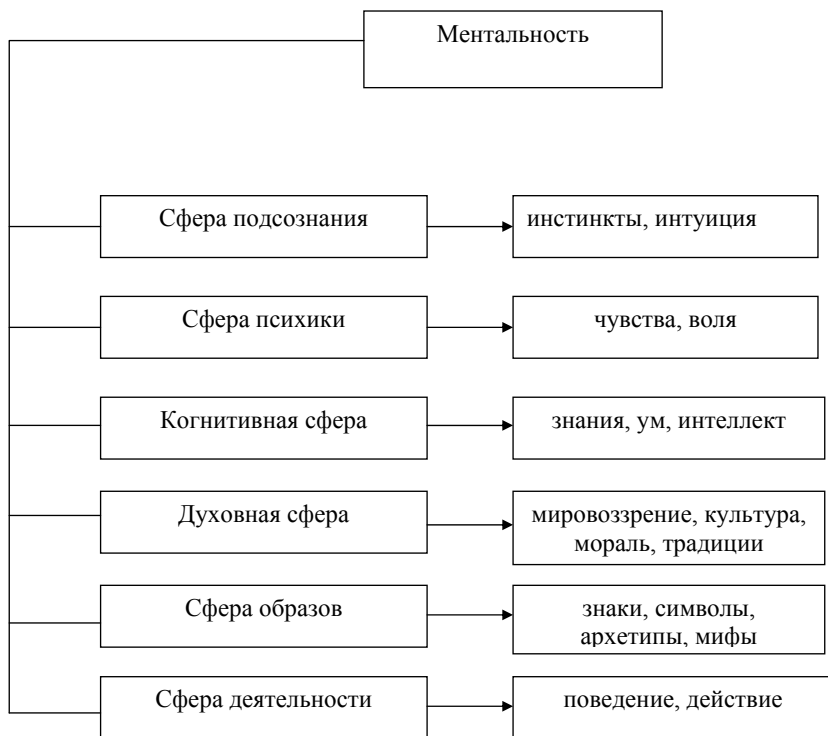 Ментальность
Сфера подсознания
инстинкты, интуиция
Сфера психики
чувства, воля
Когнитивная сфера
знания, ум, интеллект
Духовная сфера
мировоззрение, культура,
мораль, традиции
Сфера образов
знаки, символы,
архетипы, мифы
Сфера деятельности
поведение, действие